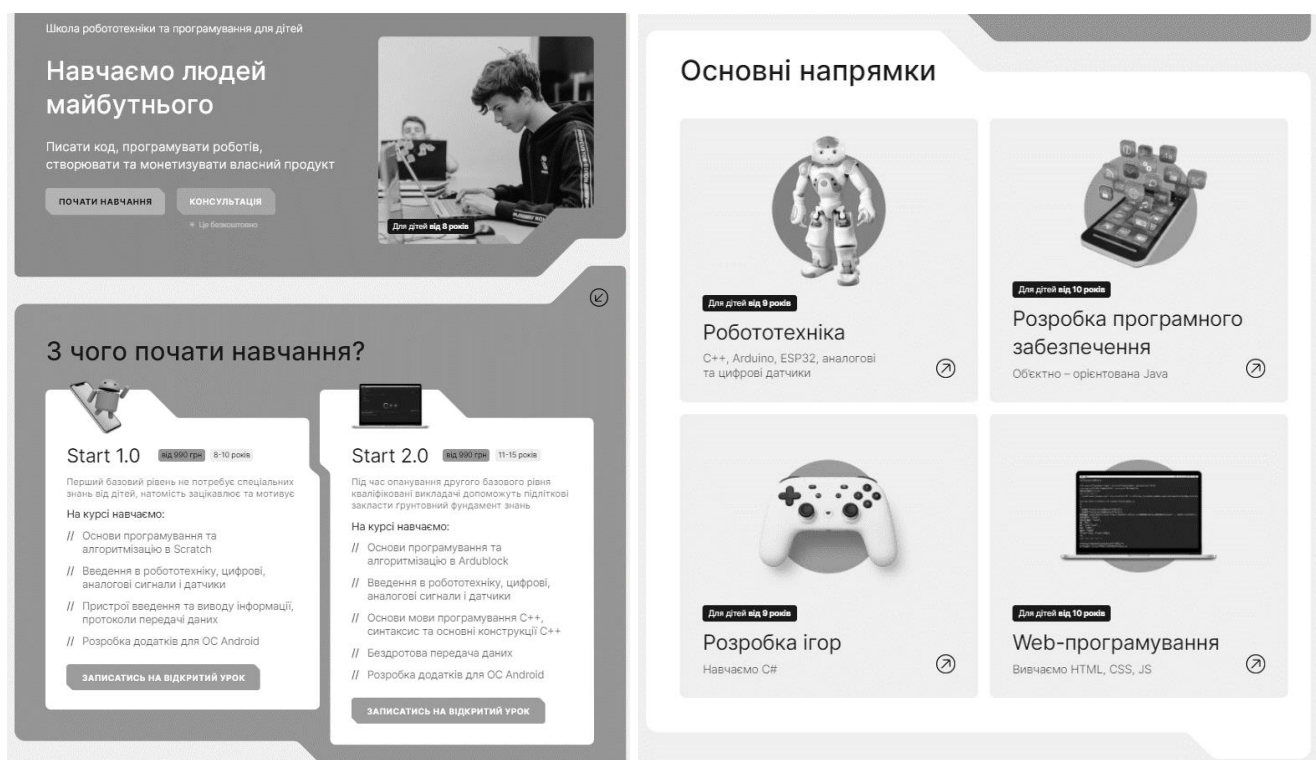 Школа робототехніки та програмування для дітей
Навчаємо людей
майбутнього
Писати код, програмувати роботів,
створювати та монетизувати власний продукт
ПОЧАТИ НАВЧАННЯ
КОНСУЛЬТАЦІЯ
* Це безкоштовно
Для дітей від 8 років
З чого почати навчання?
Start 1.0
від 990 грн
8-10 років
Перший базовий рівень не потребує спеціальних
знань від дітей, натомість зацікавлює та мотивує
На курсі навчаємо:
// Основи програмування та
алгоритмізацію в Scratch
// Введення в робототехніку, цифрові,
аналогові сигнали і датчики
// Пристрої введення та виводу інформації,
протоколи передачі даних
// Розробка додатків для ОС Android
ЗАПИСАТИСЬ НА ВІДКРИТИЙ УРОК
C++
Start 2.0
від 990 грн
11-15 років
Під час опанування другого базового рівня
кваліфіковані викладачі допоможуть підліткові
закласти ґрунтовний фундамент знань
На курсі навчаємо:
// Основи програмування та
алгоритмізацію в Ardublock
// Введення в робототехніку, цифрові,
аналогові сигнали і датчики
// Основи мови програмування C++,
синтаксис та основні конструкції C++
// Бездротова передача даних
// Розробка додатків для ОС Android
ЗАПИСАТИСЬ НА ВІДКРИТИЙ УРОК
Основні напрямки
Для дітей від 9 років
Робототехніка
C++, Arduino, ESP32, аналогові
та цифрові датчики
Для дітей від 10 років
Розробка програмного
забезпечення
Об'єктно – орієнтована Java
Для дітей від 9 років
Розробка ігор
Навчаємо C#
Для дітей від 10 років
Web-програмування
Вивчаємо HTML, CSS, JS